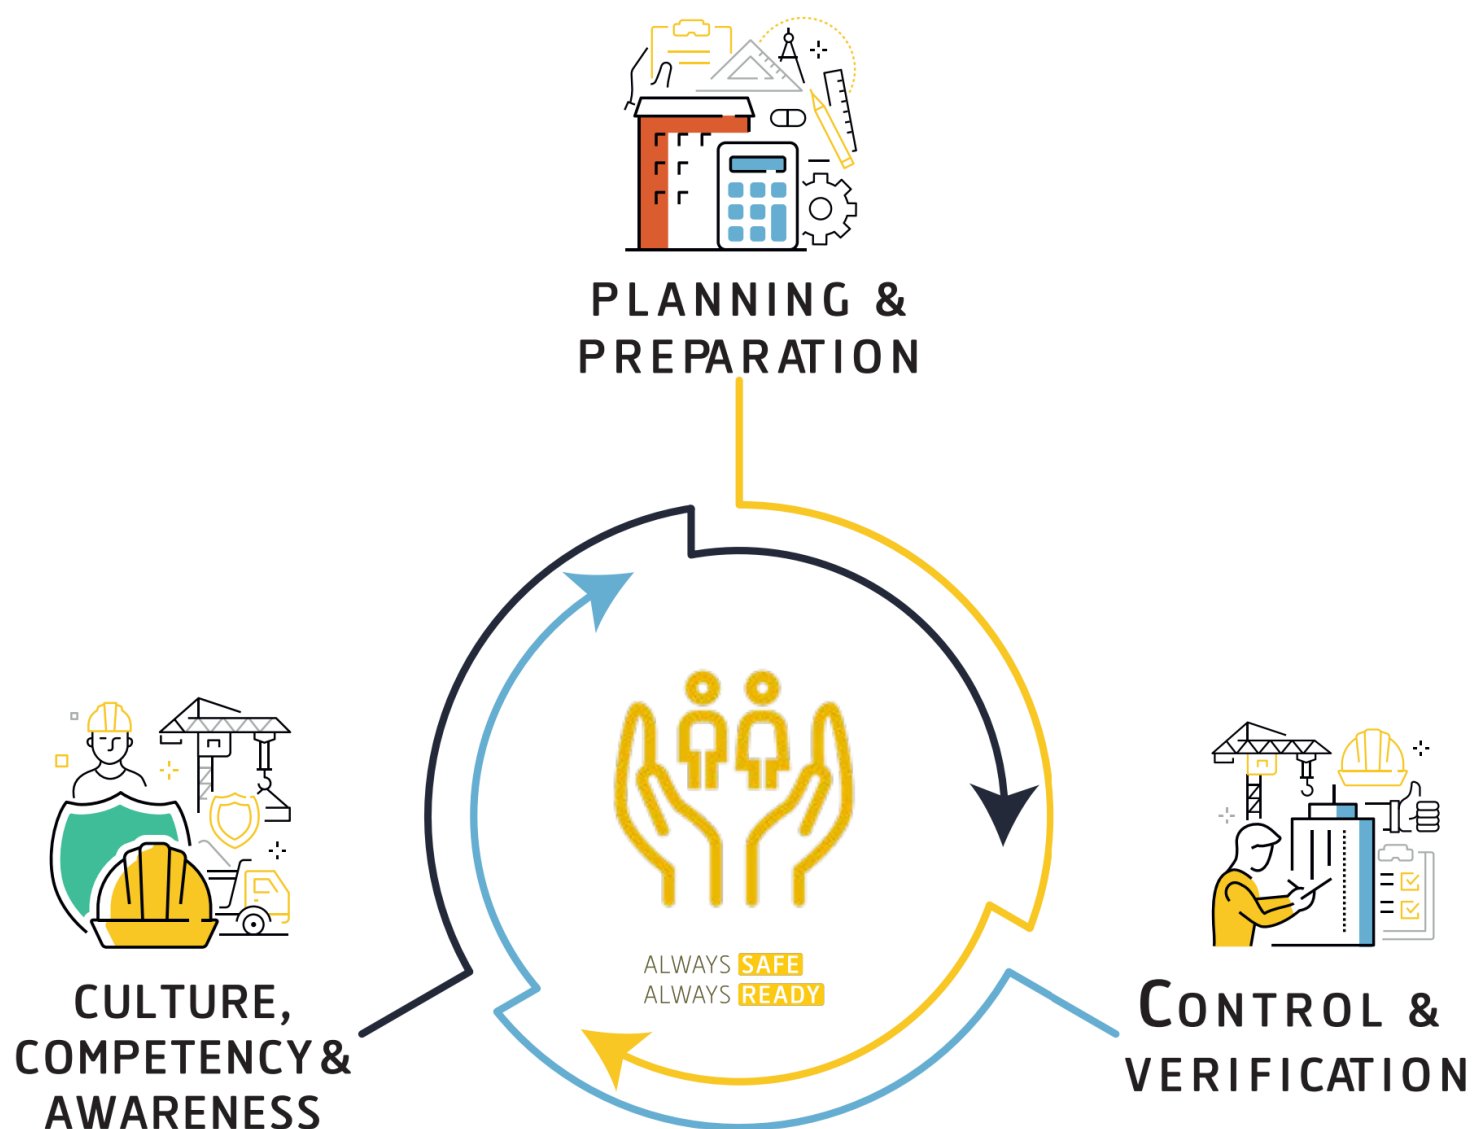 PLANNING &
PREPARATION
ALWAYS SAFE
ALWAYS READY
CULTURE,
COMPETENCY &
AWARENESS
CONTROL &
VERIFICATION